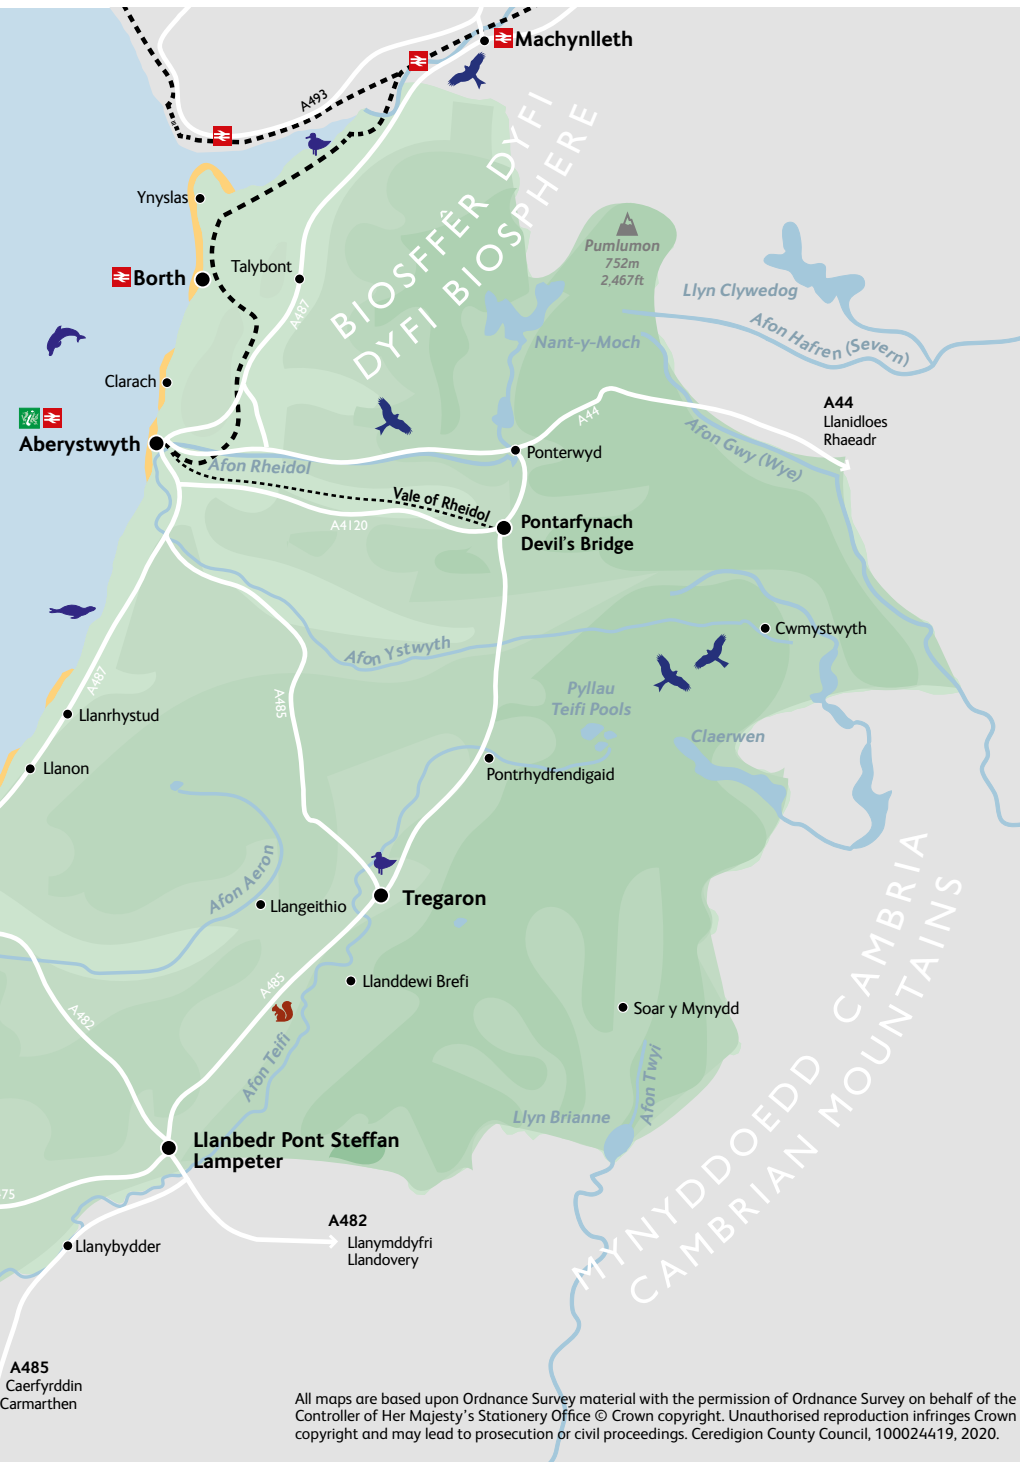 Machynlleth
A493
BIOSFFÊR DYFI
DYFI BIOSPHERE
Ynyslas
Pumlumon
752m
2,467ft
Borth
Talybont
A487
Llyn Clywedog
Afon Hafren (Severn)
Nant-y-Moch
Clarach
A44
Llanidloes
Rhaeadr
A44
Aberystwyth
Afon Gwy (Wye)
Ponterwyd
Afon Rheidol
Vale of Rheidol
A4120
Pontarfynach
Devil's Bridge
Cwmystwyth
Afon Ystwyth
A487
A485
Pyllau
Teifi Pools
Llanrhystud
Claerwen
Llanon
Pontrhydfendigaid
Afon Aeron
Tregaron
Llangeithio
CAMBRIA
Llanddewi Brefi
A485
Soar y Mynydd
A482
Afon Teifi
Afon Twyi
Llyn Brianne
MYNYDDOEDD
CAMBRIAN MOUNTAINS
Llanbedr Pont Steffan
Lampeter
75
A482
Llanymddyfri
Llandovery
Llanybydder
A485
Caerfyrddin
Carmarthen
All maps are based upon Ordnance Survey material with the permission of Ordnance Survey on behalf of the
Controller of Her Majesty's Stationery Office © Crown copyright. Unauthorised reproduction infringes Crown
copyright and may lead to prosecution or civil proceedings. Ceredigion County Council, 100024419, 2020.